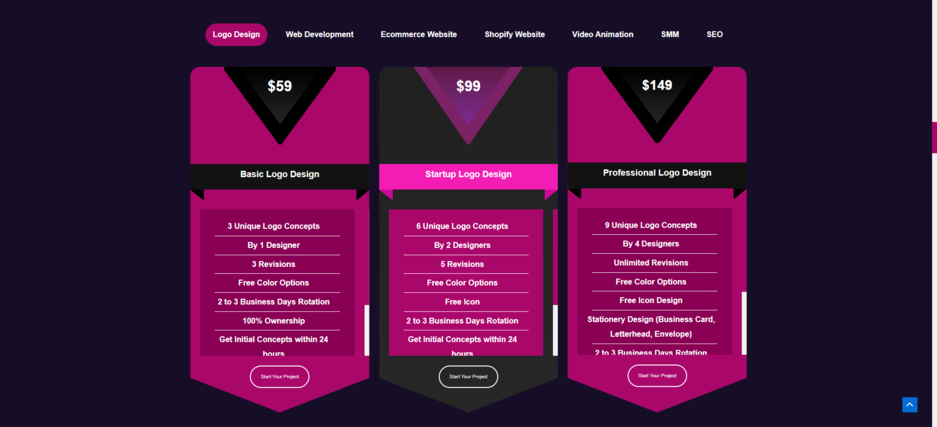 Logo Design Web Development Ecommerce Website Shopify Website Video Animation SMM SEO
$59
Basic Logo Design
3 Unique Logo Concepts
By 1 Designer
3 Revisions
Free Color Options
2 to 3 Business Days Rotation
100% Ownership
Get Initial Concepts within 24
hours
Start Your Project
$99
Startup Logo Design
6 Unique Logo Concepts
By 2 Designers
5 Revisions
Free Color Options
Free Icon
2 to 3 Business Days Rotation
Get Initial Concepts within 24
hours
Start Your Project
$149
Professional Logo Design
9 Unique Logo Concepts
By 4 Designers
Unlimited Revisions
Free Color Options
Free Icon Design
Stationery Design (Business Card,
Letterhead, Envelope)
2 to 3 Business Days Rotation
Start Your Project